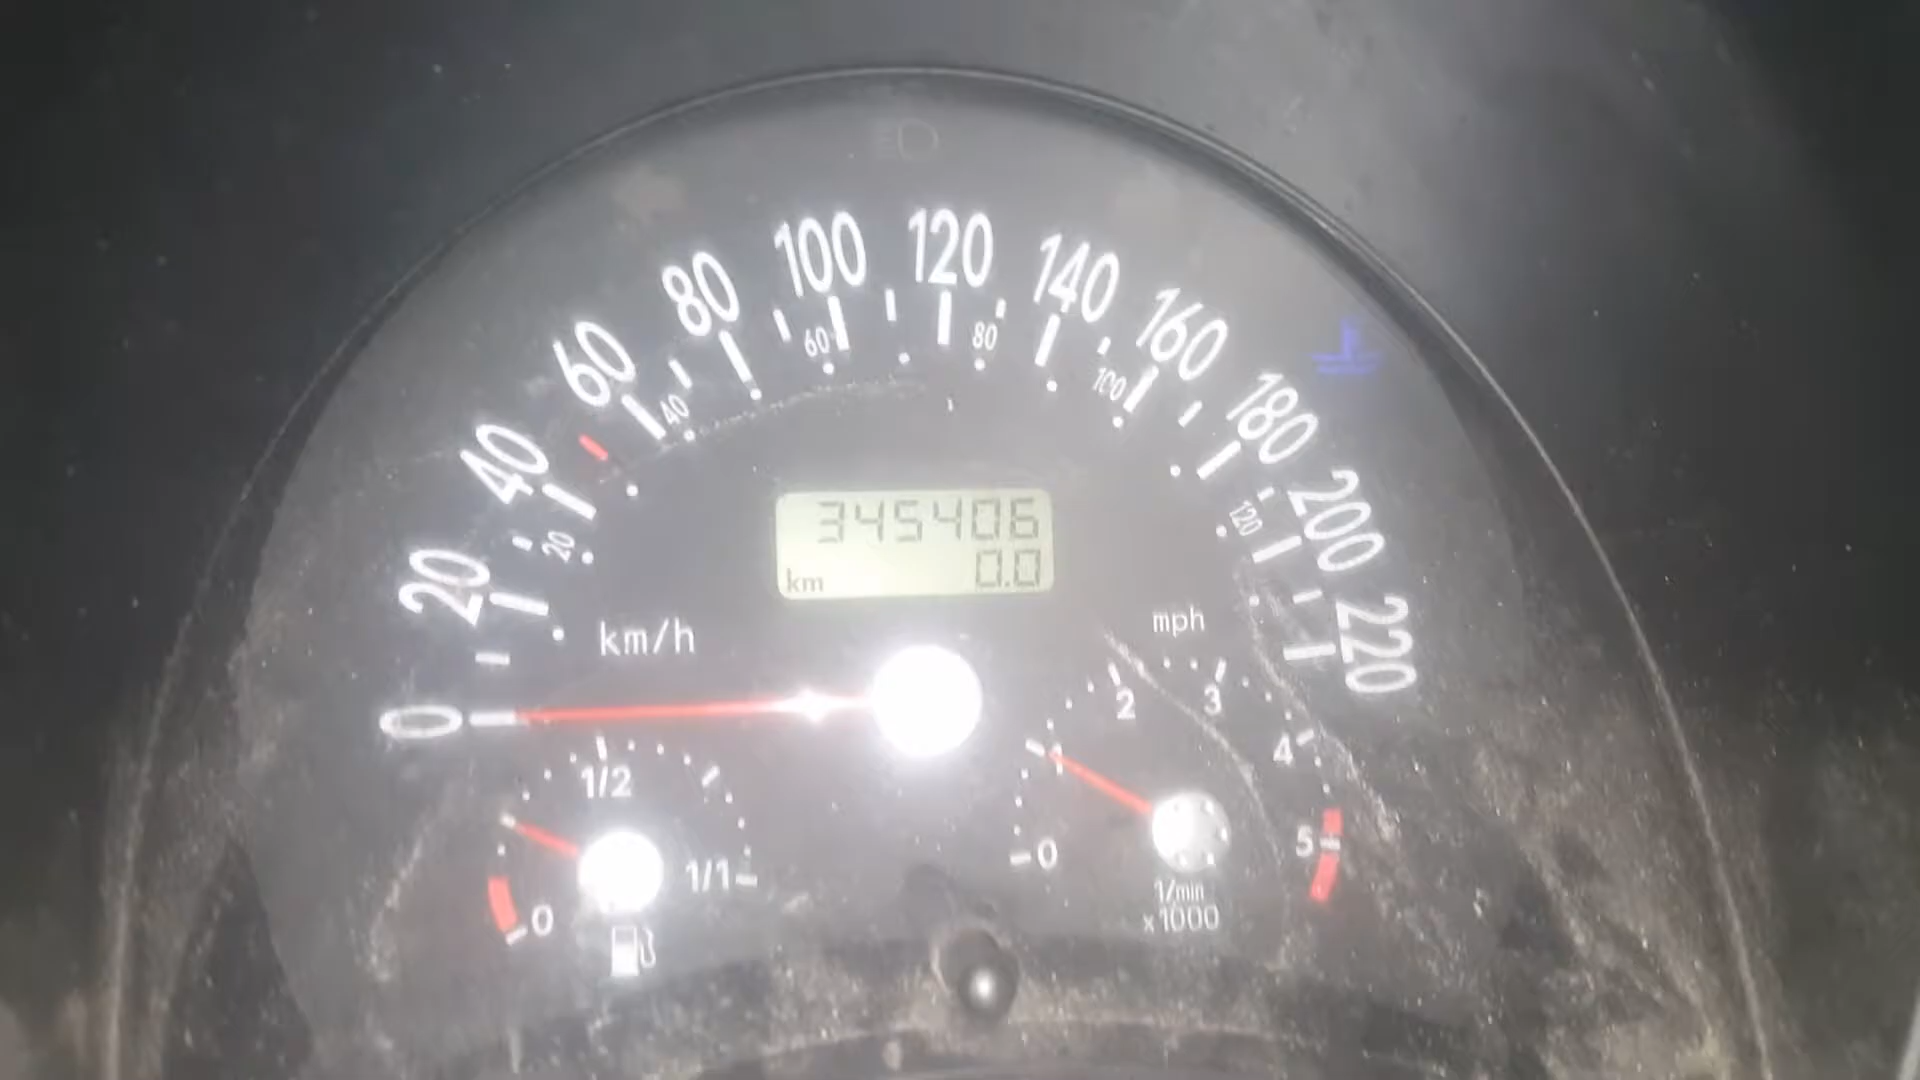 0 20 40 60 80 100 120 140 160 180 200 220
20 40 60 80 100 120
345406
km 0.0
km/h
mph
0 1/2 1/1
0 1 2 3 4 5
1/min
x1000